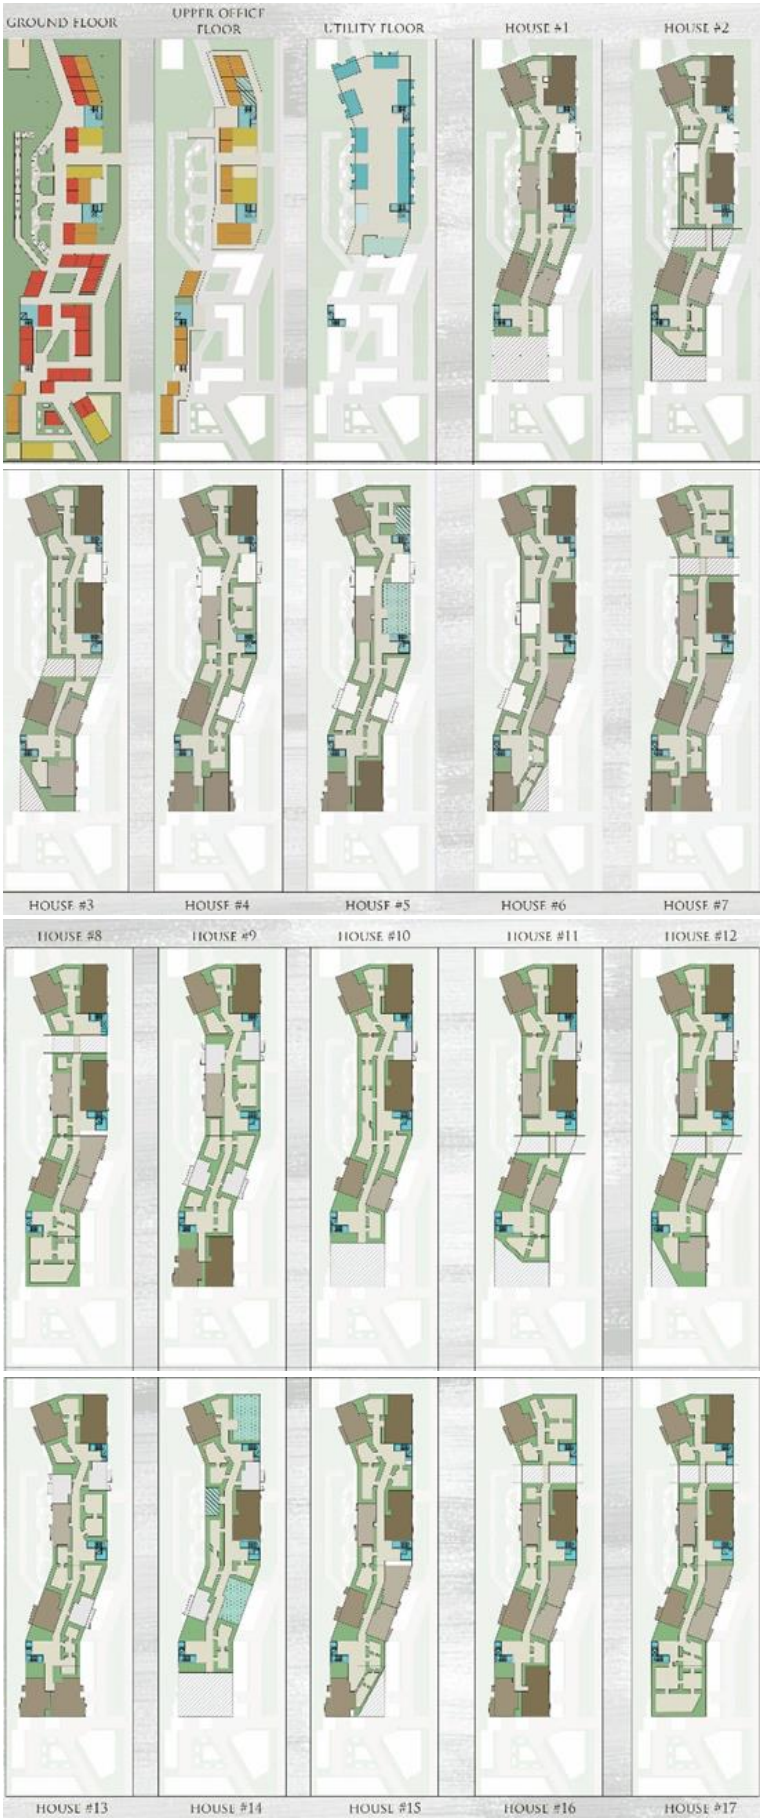 GROUND FLOOR
UPPER OFFICE
FLOOR
UTILITY FLOOR
HOUSE #1
HOUSE #2
HOUSE #3
HOUSE #4
HOUSE #5
HOUSE #6
HOUSE #7
HOUSE #8
HOUSE #9
HOUSE #10
HOUSE #11
HOUSE #12
HOUSE #13
HOUSE #14
HOUSE #15
HOUSE #16
HOUSE #17